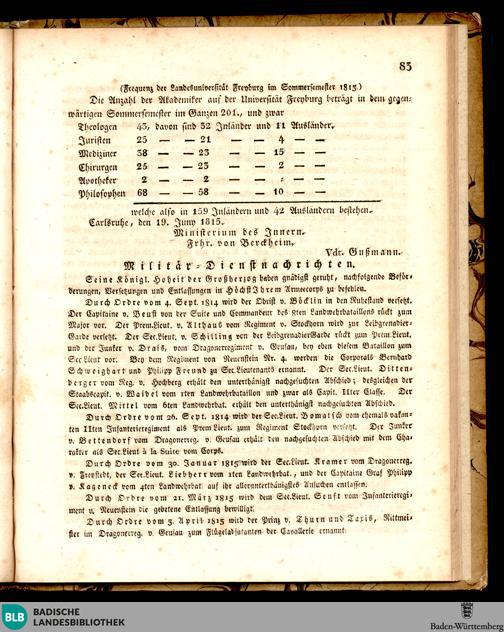 83
(Frequenz der Landesuniversität Freyburg im Sommersemester 1815.)
Die Anzahl der Akademiker auf der Universität Freyburg beträgt in dem gegen-
wärtigen Sommersemester im Ganzen 201., und zwar
Theologen 43, davon sind 32 Inländer und 11 Ausländer.
Juristen 25 — — 21 — — 4 — —
Mediziner 38 — — 23 — — 15 — —
Chirurgen 25 — — 23 — — 2 — —
Apotheker 2 — — 2 — — - — —
Philosophen 68 — — 58 — — 10 — —
welche also in 159 Inländern und 42 Ausländern bestehen.
Carlsruhe, den 19. Juny 1815.
Ministerium des Innern.
Frhr. von Berckheim.
Vdt. Gußmann.
Militär-Dienstnachrichten.
Seine Königl. Hoheit der Großherzog haben gnädigst geruht, nachfolgende Beför-
derungen, Versetzungen und Entlassungen in Höchst Ihrem Armeecorps zu befehlen.
Durch Ordre vom 4. Sept. 1814 wird der Obrist v. Böcklin in den Ruhestand versetzt.
Der Capitaine v. Beust von der Suite und Commandeur des 6ten Landwehrbataillons rückt zum
Major vor. Der Prem.Lieut. v. Althaus vom Regiment v. Stockhorn wird zur Leibgrenadier-
Garde versetzt. Der Sec.Lieut. v. Schilling von der LeibgrenadierGarde rückt zum Prem.Lieut.
und der Junker v. Drais, vom Dragonerregiment v. Geusau, bey eben diesem Bataillon zum
Sec Lieut vor. Bey dem Regiment von Neuenstein Nr. 4. werden die Corporals Bernhard
Schweighart und Philipp Freund zu Sec.Lieutenants ernannt. Der Sec.Lieut. Ditten-
berger vom Reg. v. Hochberg erhält den unterthänigst nachgesuchten Abschied; desgleichen der
Staabscapit. v. Waibel vom 1ten Landwehrbataillon und zwar als Capit. IIter Classe. Der
Sec.Lieut. Mittel vom 6ten Landwehrbat. erhält den unterthänigst nachgesuchten Abschied.
Durch Ordre vom 26. Sept. 1814 wird der Sec.Lieut. Bomatsch vom ehemals vakan-
ten IIten Infanterieregiment als Prem.Lieut. zum Regiment Stockhorn versetzt. Der Junker
v. Bettendorf vom Dragonerreg. v. Geusau erhält den nachgesuchten Abschied mit dem Cha-
rakter als Sec.Lieut à la Suite vom Corps.
Durch Ordre vom 30. Januar 1815 wird der Sec.Lieut. Kramer vom Dragonerreg.
v. Freystedt, der Sec.Lieut. Liebherr vom 1ten Landwehrbat., und der Capitaine Graf Philipp
v. Kageneck vom 4ten Landwehrbat. auf ihr allerunterthänigstes Ansuchen entlassen.
Durch Ordre vom 21. März 1815 wird dem Sec.Lieut. Senft vom Infanterieregi-
ment v. Neuenstein die gebetene Entlassung bewilligt.
Durch Ordre vom 3. April 1815 wird der Prinz v. Thurn und Taxis, Rittmei-
ster im Dragonerreg. v. Geusau zum Flügeladjutanten der Cavallerie ernannt.
BLB BADISCHE
LANDESBIBLIOTHEK
Baden-Württemberg